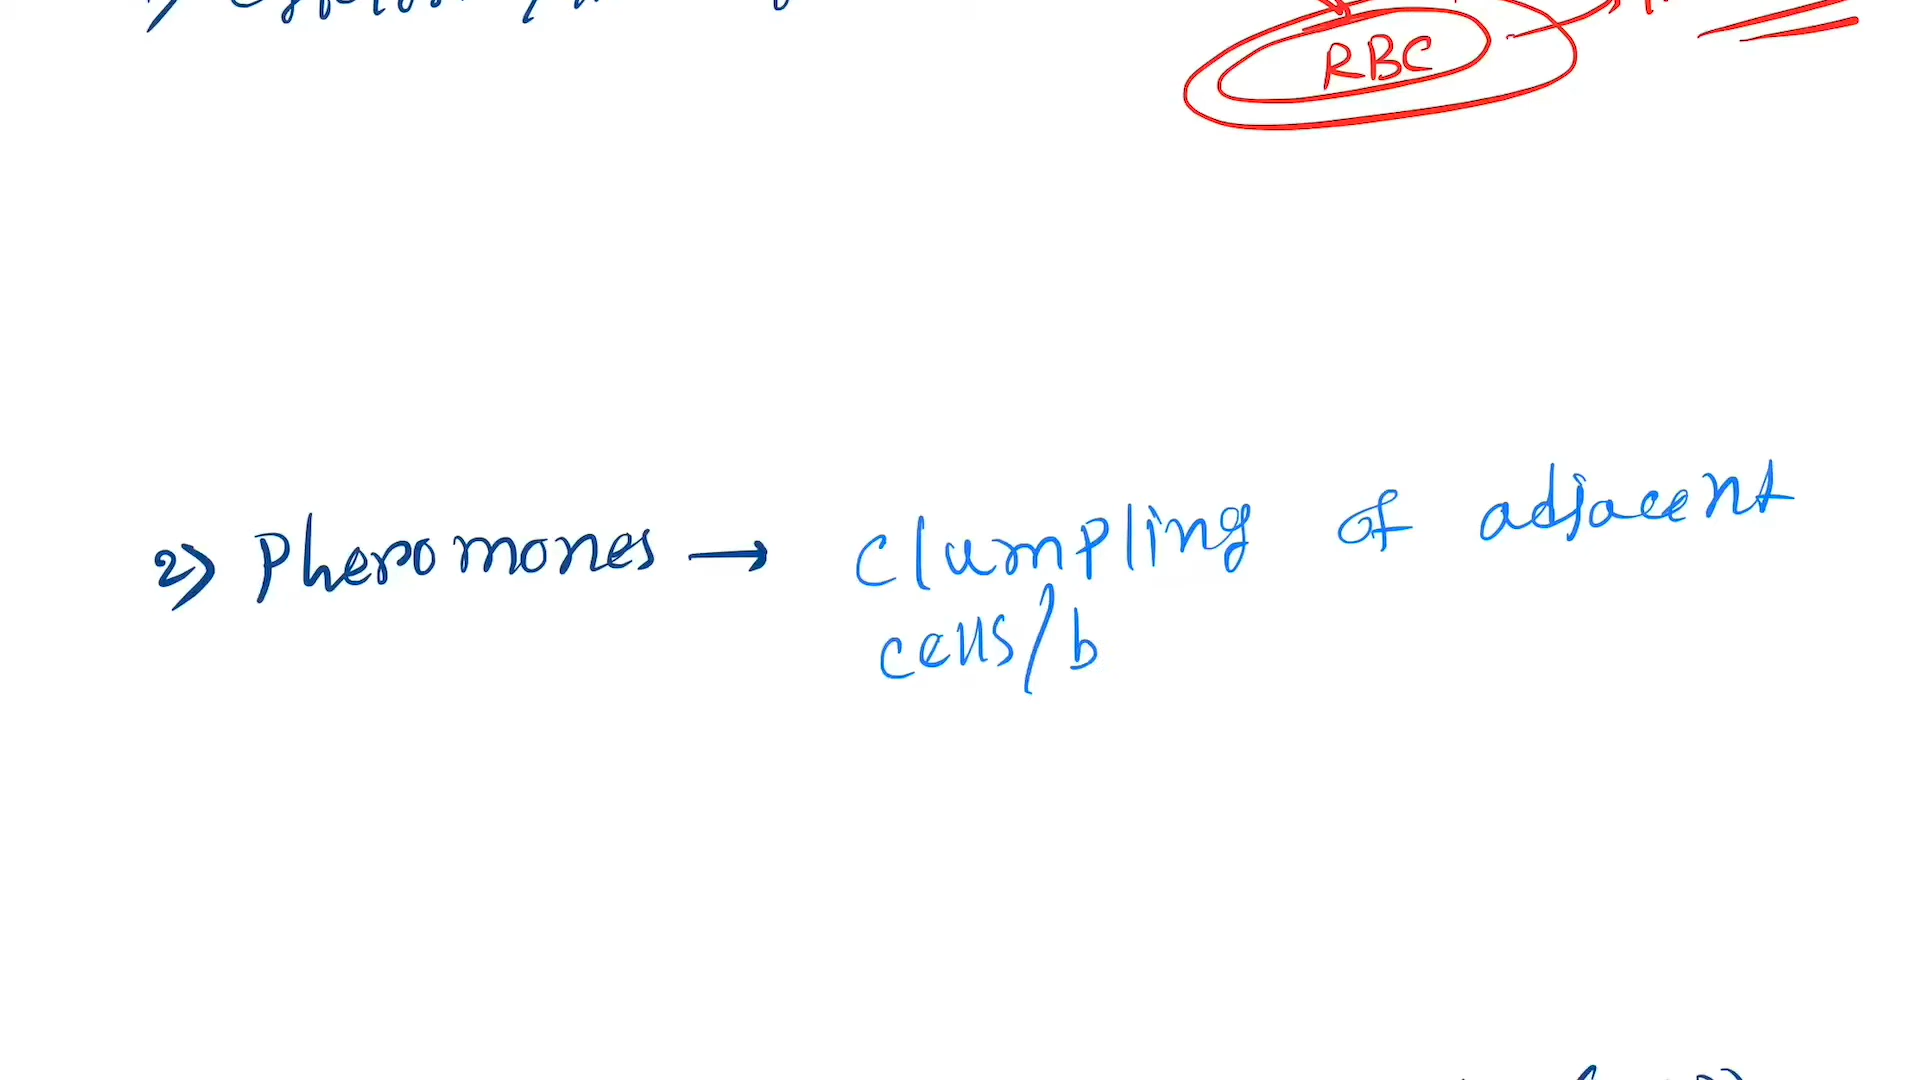 RBC
2) Pheromones → clumpling of adjacent
cells/b